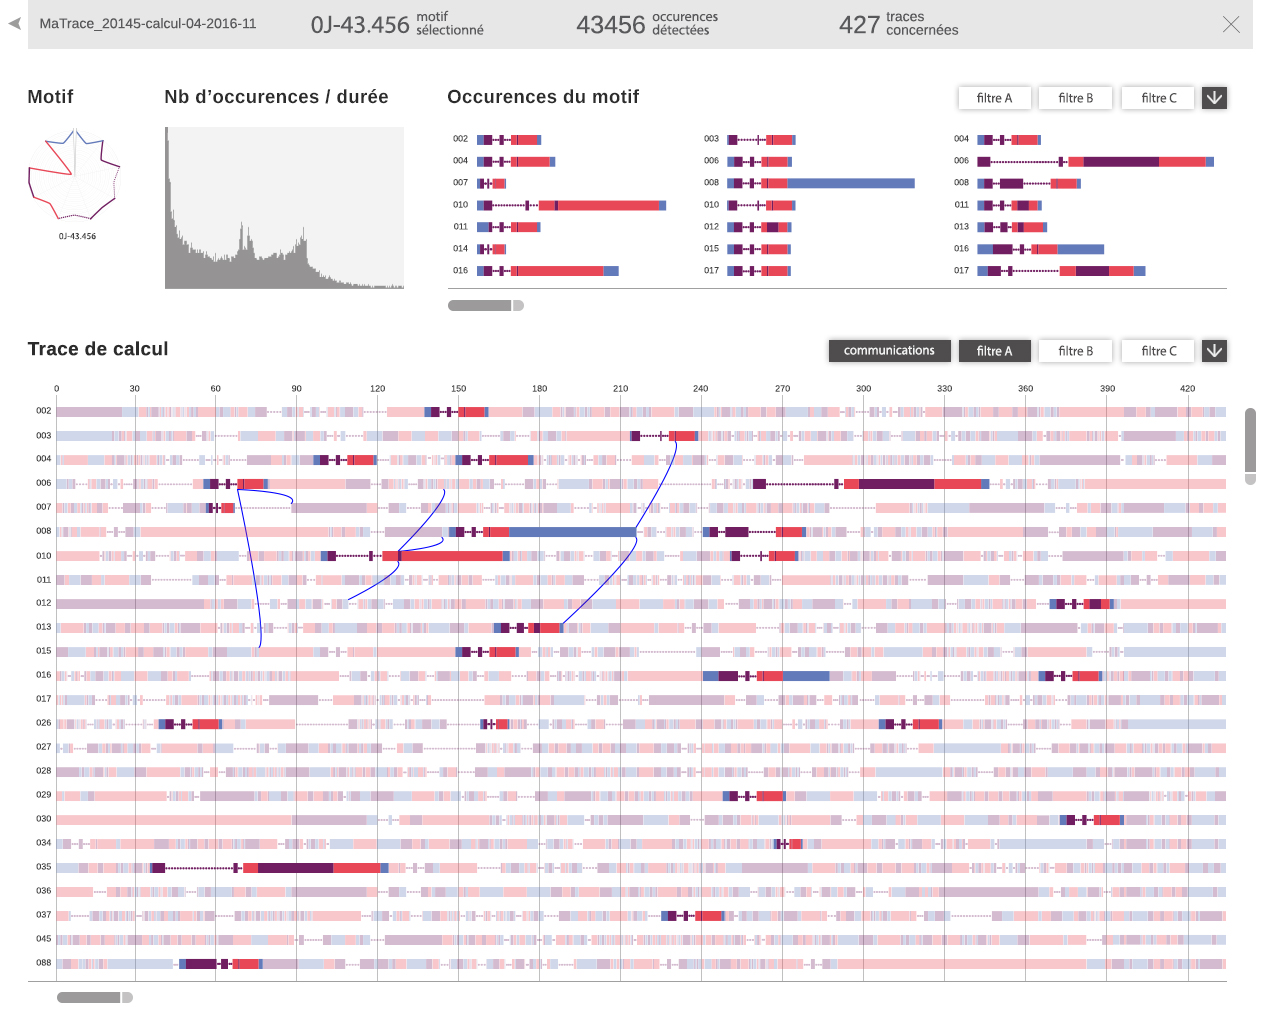 MaTrace_20145-calcul-04-2016-11
0J-43.456 motif sélectionné
43456 occurences détectées
427 traces concernées
Motif
Nb d’occurences / durée
Occurences du motif
filtre A filtre B filtre C
0J-43.456
002 003 004
004 006 006
007 008 008
010 010 011
011 012 013
014 015 016
016 017 017
Trace de calcul
communications filtre A filtre B filtre C
0 30 60 90 120 150 180 210 240 270 300 330 360 390 420
002
003
004
006
007
008
010
011
012
013
015
016
017
026
027
028
029
030
034
035
036
037
045
088